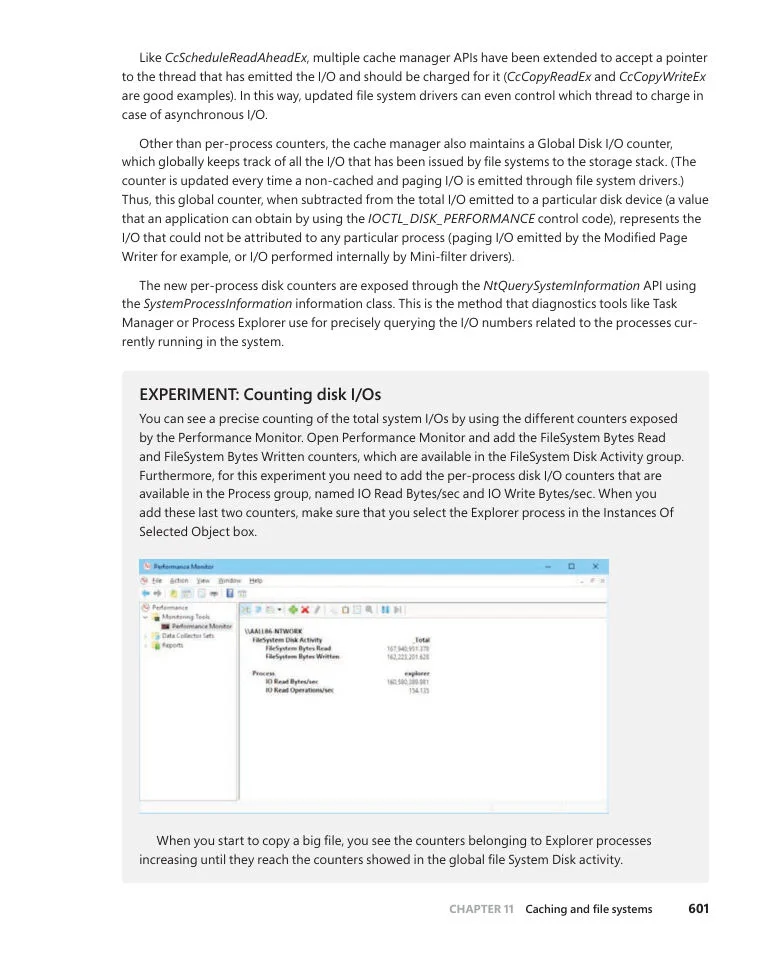 Like CcScheduleReadAheadEx, multiple cache manager APIs have been extended to accept a pointer
to the thread that has emitted the I/O and should be charged for it (CcCopyReadEx and CcCopyWriteEx
are good examples). In this way, updated file system drivers can even control which thread to charge in
case of asynchronous I/O.
Other than per-process counters, the cache manager also maintains a Global Disk I/O counter,
which globally keeps track of all the I/O that has been issued by file systems to the storage stack. (The
counter is updated every time a non-cached and paging I/O is emitted through file system drivers.)
Thus, this global counter, when subtracted from the total I/O emitted to a particular disk device (a value
that an application can obtain by using the IOCTL_DISK_PERFORMANCE control code), represents the
I/O that could not be attributed to any particular process (paging I/O emitted by the Modified Page
Writer for example, or I/O performed internally by Mini-filter drivers).
The new per-process disk counters are exposed through the NtQuerySystemInformation API using
the SystemProcessInformation information class. This is the method that diagnostics tools like Task
Manager or Process Explorer use for precisely querying the I/O numbers related to the processes cur-
rently running in the system.
EXPERIMENT: Counting disk I/Os
You can see a precise counting of the total system I/Os by using the different counters exposed
by the Performance Monitor. Open Performance Monitor and add the FileSystem Bytes Read
and FileSystem Bytes Written counters, which are available in the FileSystem Disk Activity group.
Furthermore, for this experiment you need to add the per-process disk I/O counters that are
available in the Process group, named IO Read Bytes/sec and IO Write Bytes/sec. When you
add these last two counters, make sure that you select the Explorer process in the Instances Of
Selected Object box.
Performance Monitor
File Action View Window Help
Performance
Monitoring Tools
Performance Monitor
Data Collector Sets
Reports
\\AALL86-NTWORK
FileSystem Disk Activity _Total
FileSystem Bytes Read
FileSystem Bytes Written
Process explorer
IO Read Bytes/sec
IO Read Operations/sec 154.135
When you start to copy a big file, you see the counters belonging to Explorer processes
increasing until they reach the counters showed in the global file System Disk activity.
CHAPTER 11 Caching and file systems 601